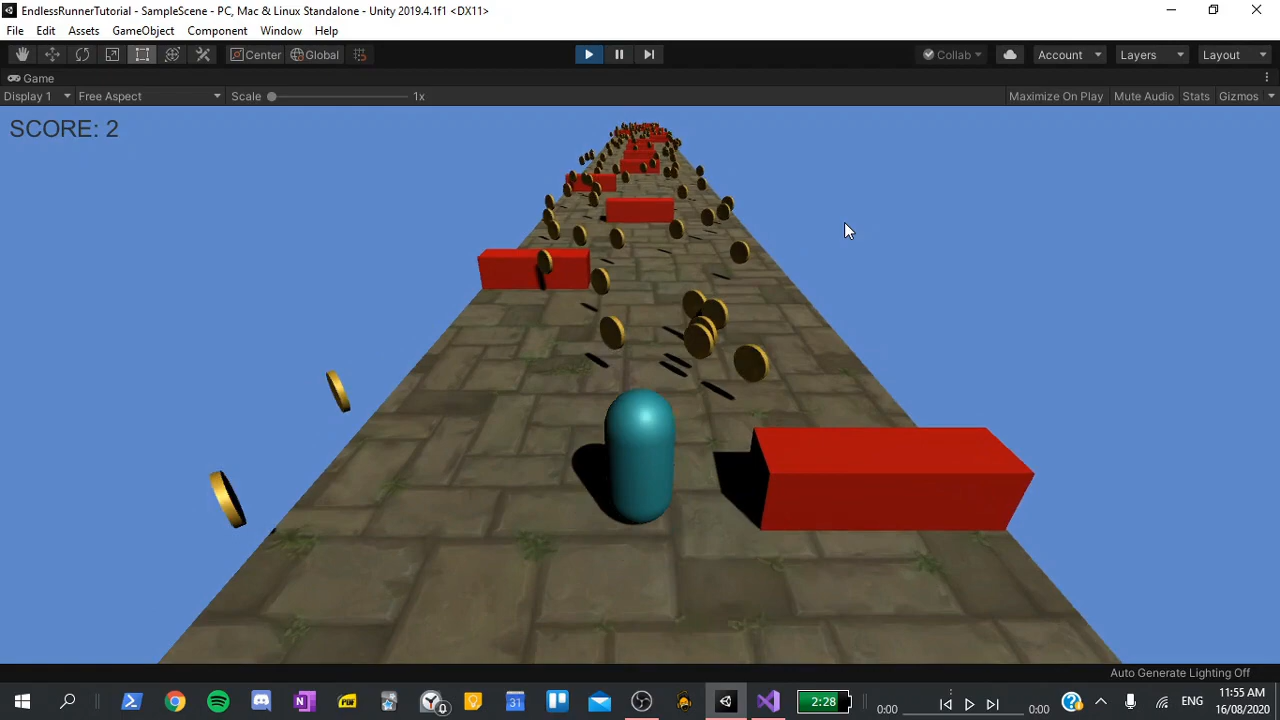 EndlessRunnerTutorial - SampleScene - PC, Mac & Linux Standalone - Unity 2019.4.1f1 <DX11>
File Edit Assets GameObject Component Window Help
Center Global Collab Account Layers Layout
Game
Display 1 Free Aspect Scale 1x Maximize On Play Mute Audio Stats Gizmos
SCORE: 2
Auto Generate Lighting Off
2:28 0:00 0:00 ENG 11:55 AM
16/08/2020